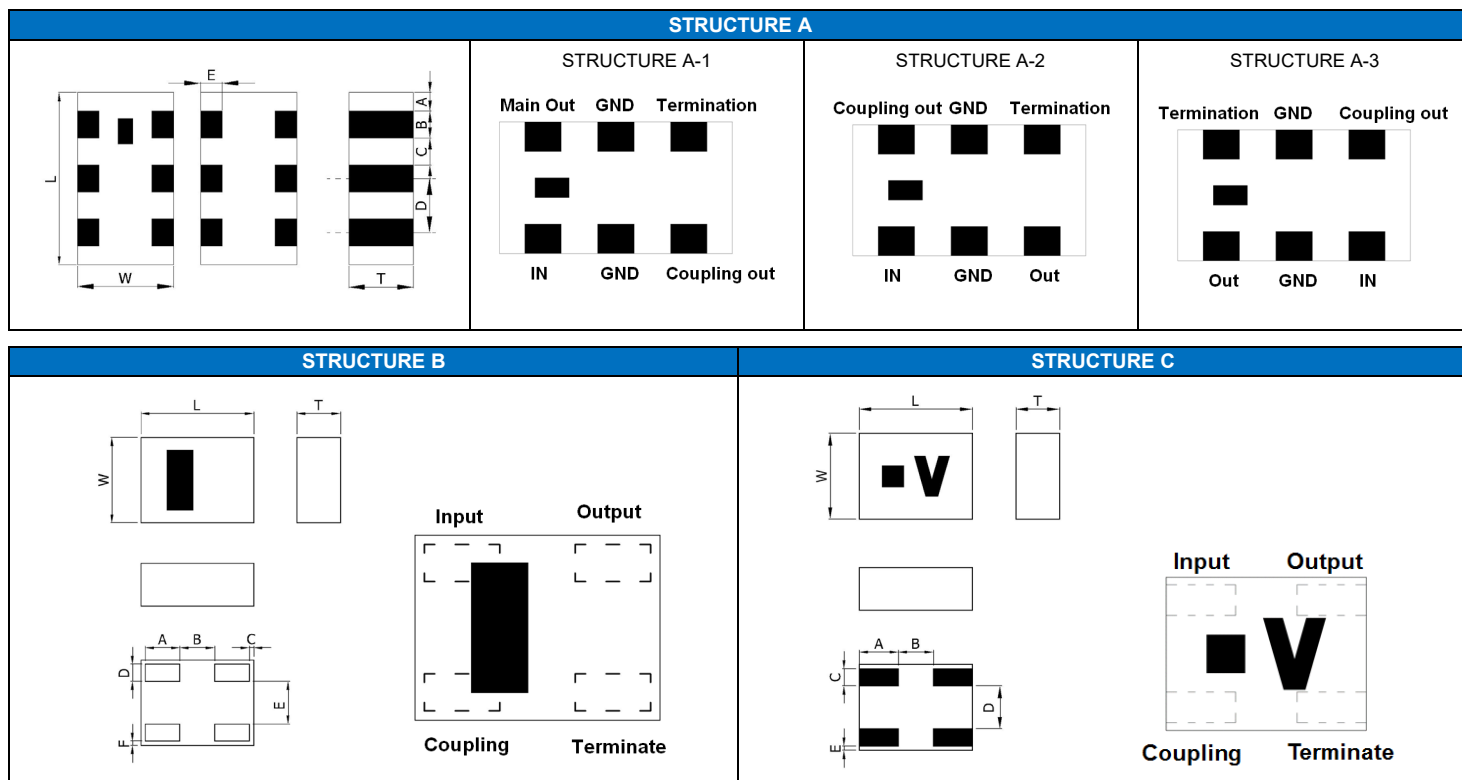 STRUCTURE A
E
A
B
C
D
L
W
T
STRUCTURE A-1
Main Out GND Termination
IN GND Coupling out
STRUCTURE A-2
Coupling out GND Termination
IN GND Out
STRUCTURE A-3
Termination GND Coupling out
Out GND IN
STRUCTURE B
L T
W
A B C
D
E
F
Input Output
Coupling Terminate
STRUCTURE C
L T
W
V
A B
C
D
E
Input Output
V
Coupling Terminate